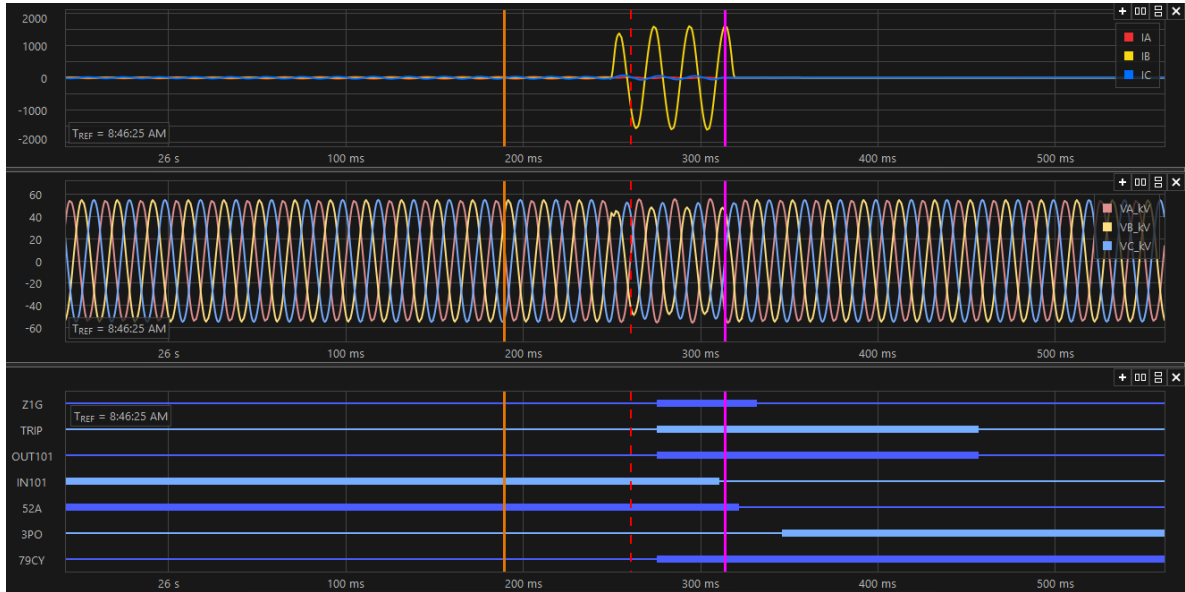 2000
1000
0
-1000
-2000
IA
IB
IC
TREF = 8:46:25 AM
26 s 100 ms 200 ms 300 ms 400 ms 500 ms
60
40
20
0
-20
-40
-60
VA_kV
VB_kV
VC_kV
TREF = 8:46:25 AM
26 s 100 ms 200 ms 300 ms 400 ms 500 ms
Z1G
TREF = 8:46:25 AM
TRIP
OUT101
IN101
52A
3PO
79CY
26 s 100 ms 200 ms 300 ms 400 ms 500 ms